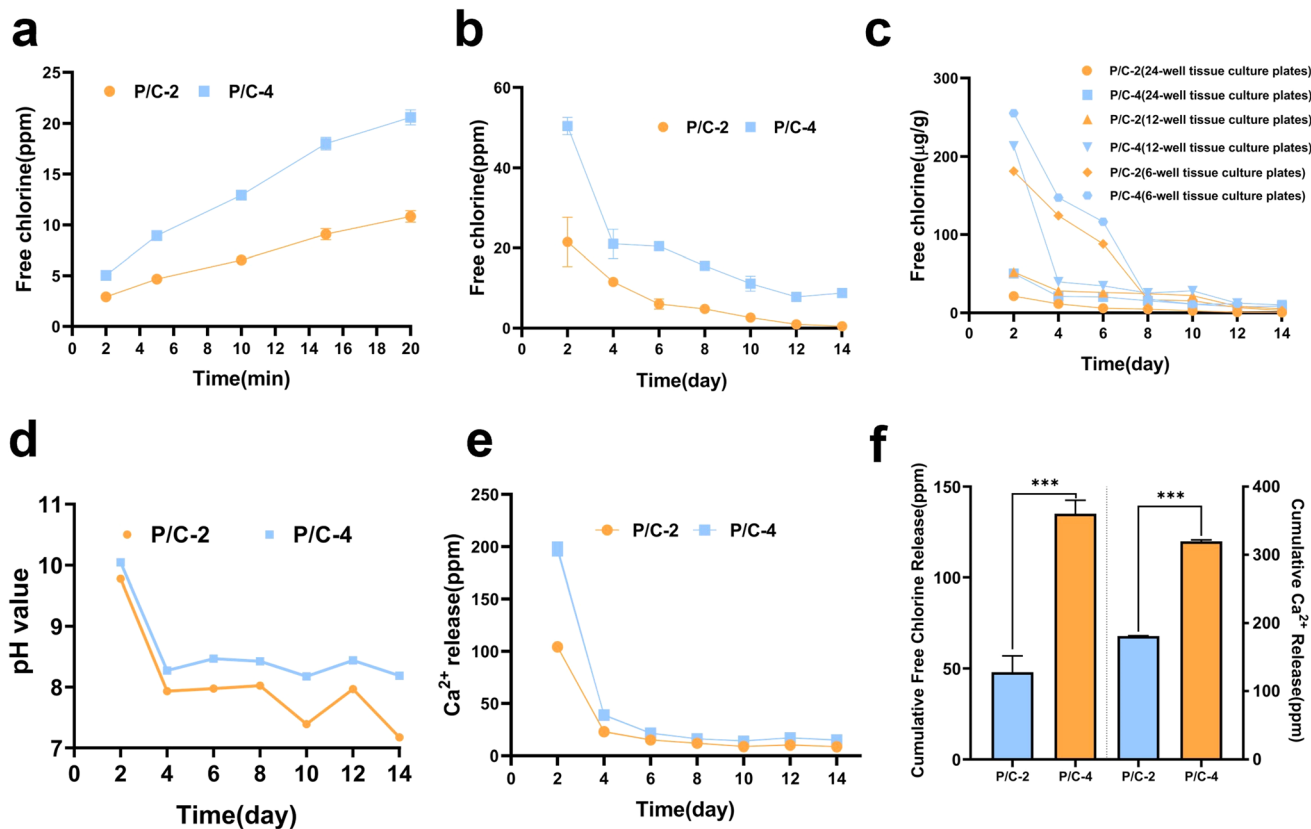 a
25
20
15
10
5
0
Free chlorine(ppm)
P/C-2
P/C-4
0 2 4 6 8 10 12 14 16 18 20
Time(min)
b
60
40
20
0
Free chlorine(ppm)
P/C-2
P/C-4
0 2 4 6 8 10 12 14
Time(day)
c
300
200
100
0
Free chlorine(μg/g)
P/C-2(24-well tissue culture plates)
P/C-4(24-well tissue culture plates)
P/C-2(12-well tissue culture plates)
P/C-4(12-well tissue culture plates)
P/C-2(6-well tissue culture plates)
P/C-4(6-well tissue culture plates)
0 2 4 6 8 10 12 14
Time(day)
d
11
10
9
8
7
pH value
P/C-2
P/C-4
0 2 4 6 8 10 12 14
Time(day)
e
250
200
150
100
50
0
Ca²⁺ release(ppm)
P/C-2
P/C-4
0 2 4 6 8 10 12 14
Time(day)
f
150
100
50
0
Cumulative Free Chlorine Release(ppm)
***
***
400
300
200
100
0
Cumulative Ca²⁺ Release(ppm)
P/C-2 P/C-4 P/C-2 P/C-4